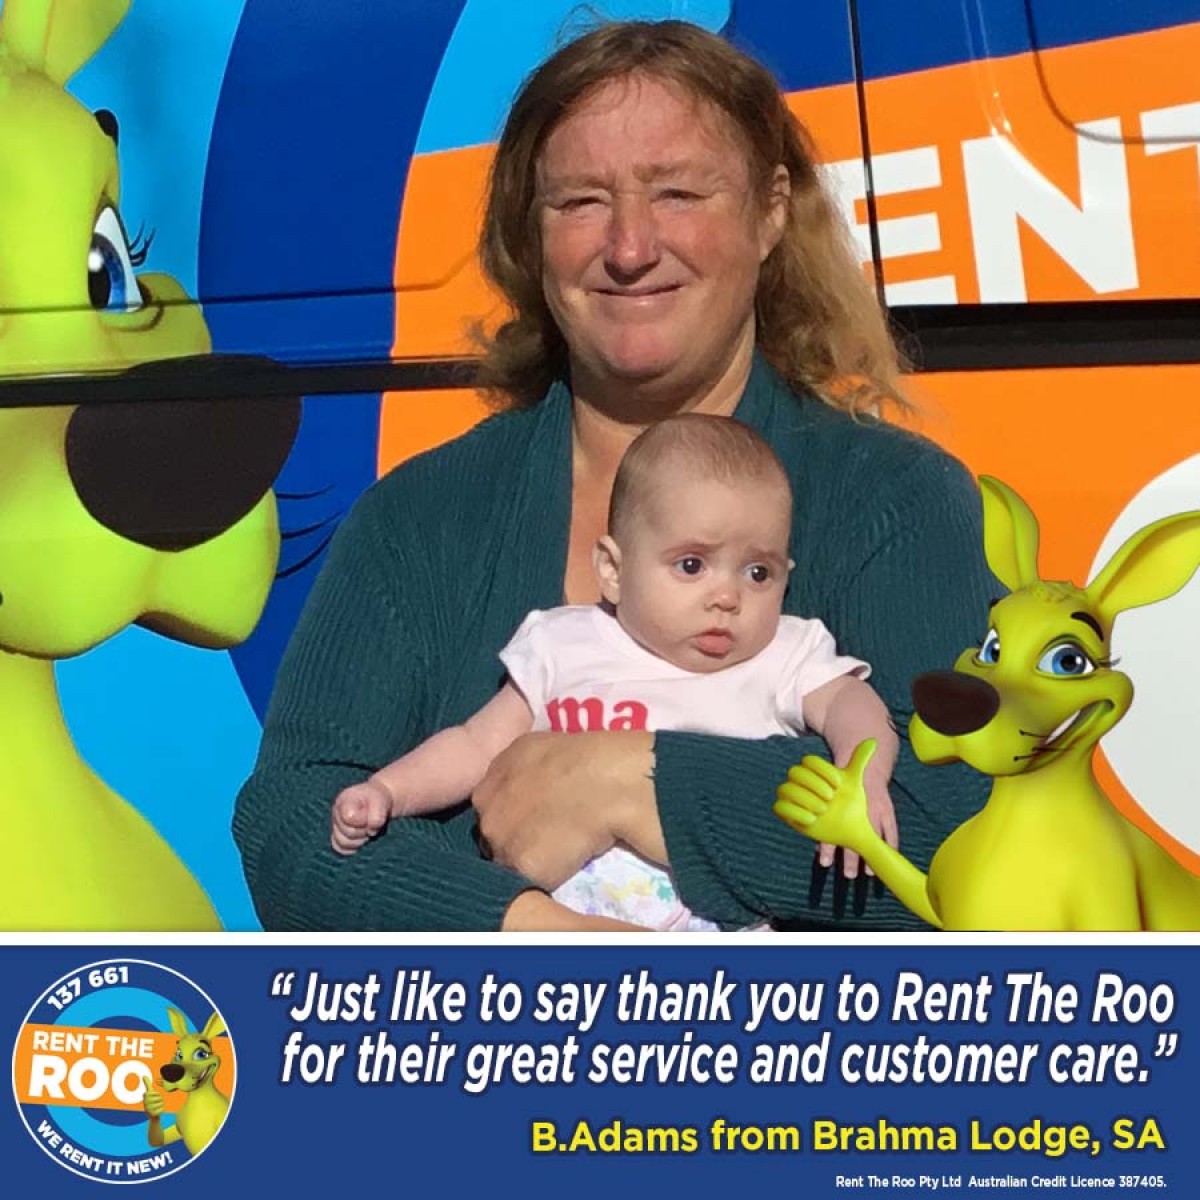 ENT
ma
137 661
RENT THE
ROO
WE RENT IT NEW!
“Just like to say thank you to Rent The Roo
for their great service and customer care.”
B.Adams from Brahma Lodge, SA
Rent The Roo Pty Ltd Australian Credit Licence 387405.